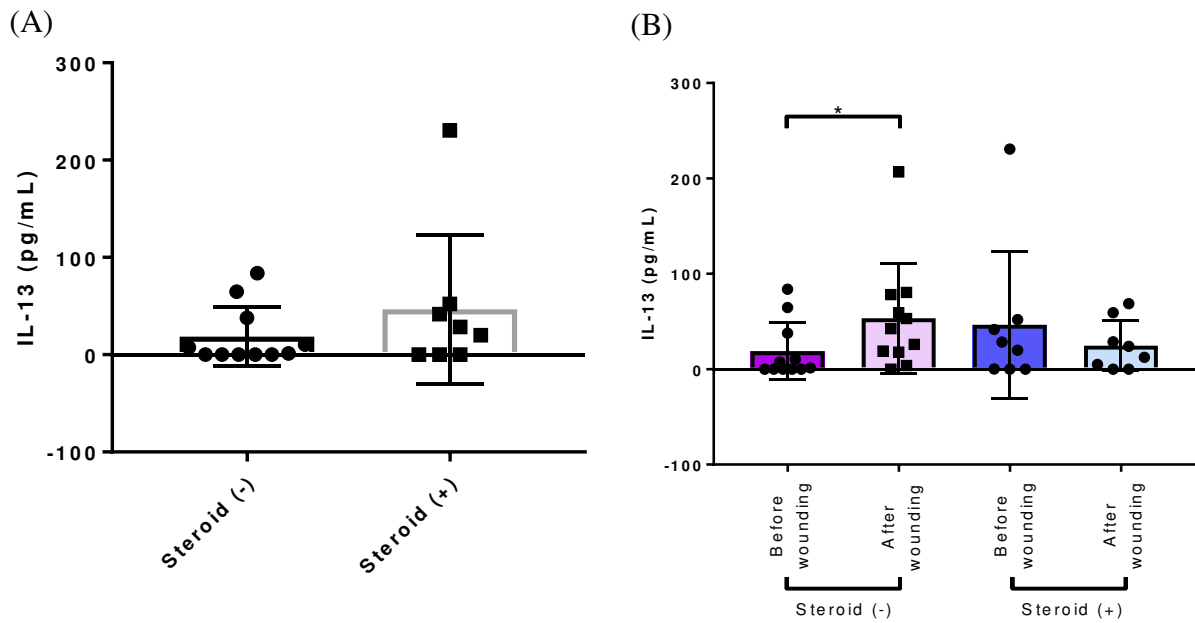 (A)
300
200
100
0
-100
IL-13 (pg/mL)
Steroid (-)
Steroid (+)
(B)
300
200
100
0
-100
IL-13 (pg/mL)
*
Before
wounding
After
wounding
Before
wounding
After
wounding
Steroid (-)
Steroid (+)